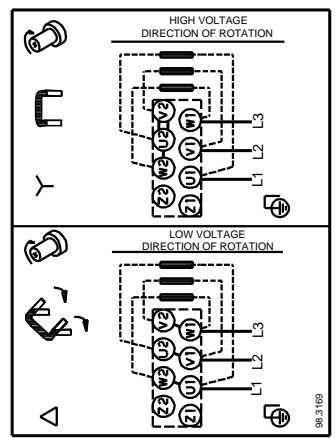 HIGH VOLTAGE
DIRECTION OF ROTATION
V2 W1 L3
U2 V1 L2
W2 U1 L1
Z2 Z1
LOW VOLTAGE
DIRECTION OF ROTATION
V2 W1 L3
U2 V1 L2
W2 U1 L1
Z2 Z1
98.3169